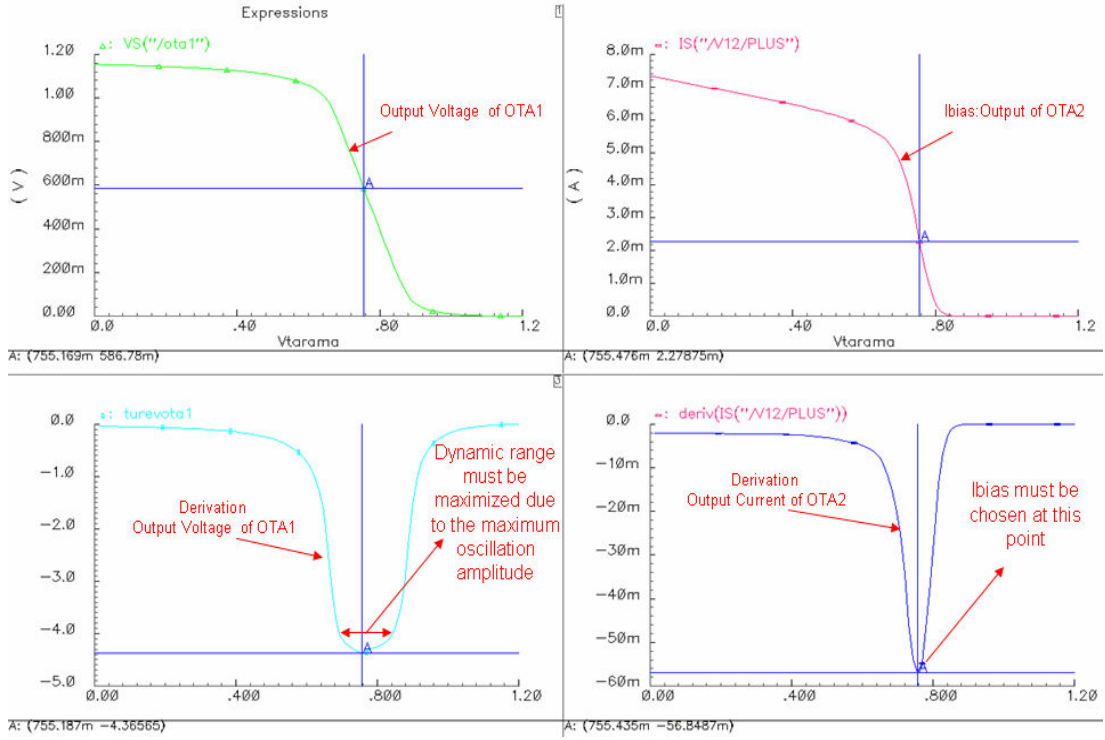 Expressions
1
VS("/ota1")
1.20
1.00
800m
600m
400m
200m
0.00
(V)
Output Voltage of OTA1
A
0.0
.40
.80
1.2
Vtarama
A: (755.169m 586.78m)
IS("/V12/PLUS")
8.0m
7.0m
6.0m
5.0m
4.0m
3.0m
2.0m
1.0m
0.0
(A)
Ibias:Output of OTA2
A
0.0
.40
.80
1.2
Vtarama
A: (755.476m 2.27875m)
3
turevota1
0.0
-1.0
-2.0
-3.0
-4.0
-5.0
Derivation
Output Voltage of OTA1
Dynamic range
must be
maximized due
to the maximum
oscillation
amplitude
A
0.00
.400
.800
1.20
A: (755.187m -4.36565)
deriv(IS("/V12/PLUS"))
0.0
-10m
-20m
-30m
-40m
-50m
-60m
Derivation
Output Current of OTA2
Ibias must be
chosen at this
point
A
0.00
.400
.800
1.20
A: (755.435m -56.8487m)